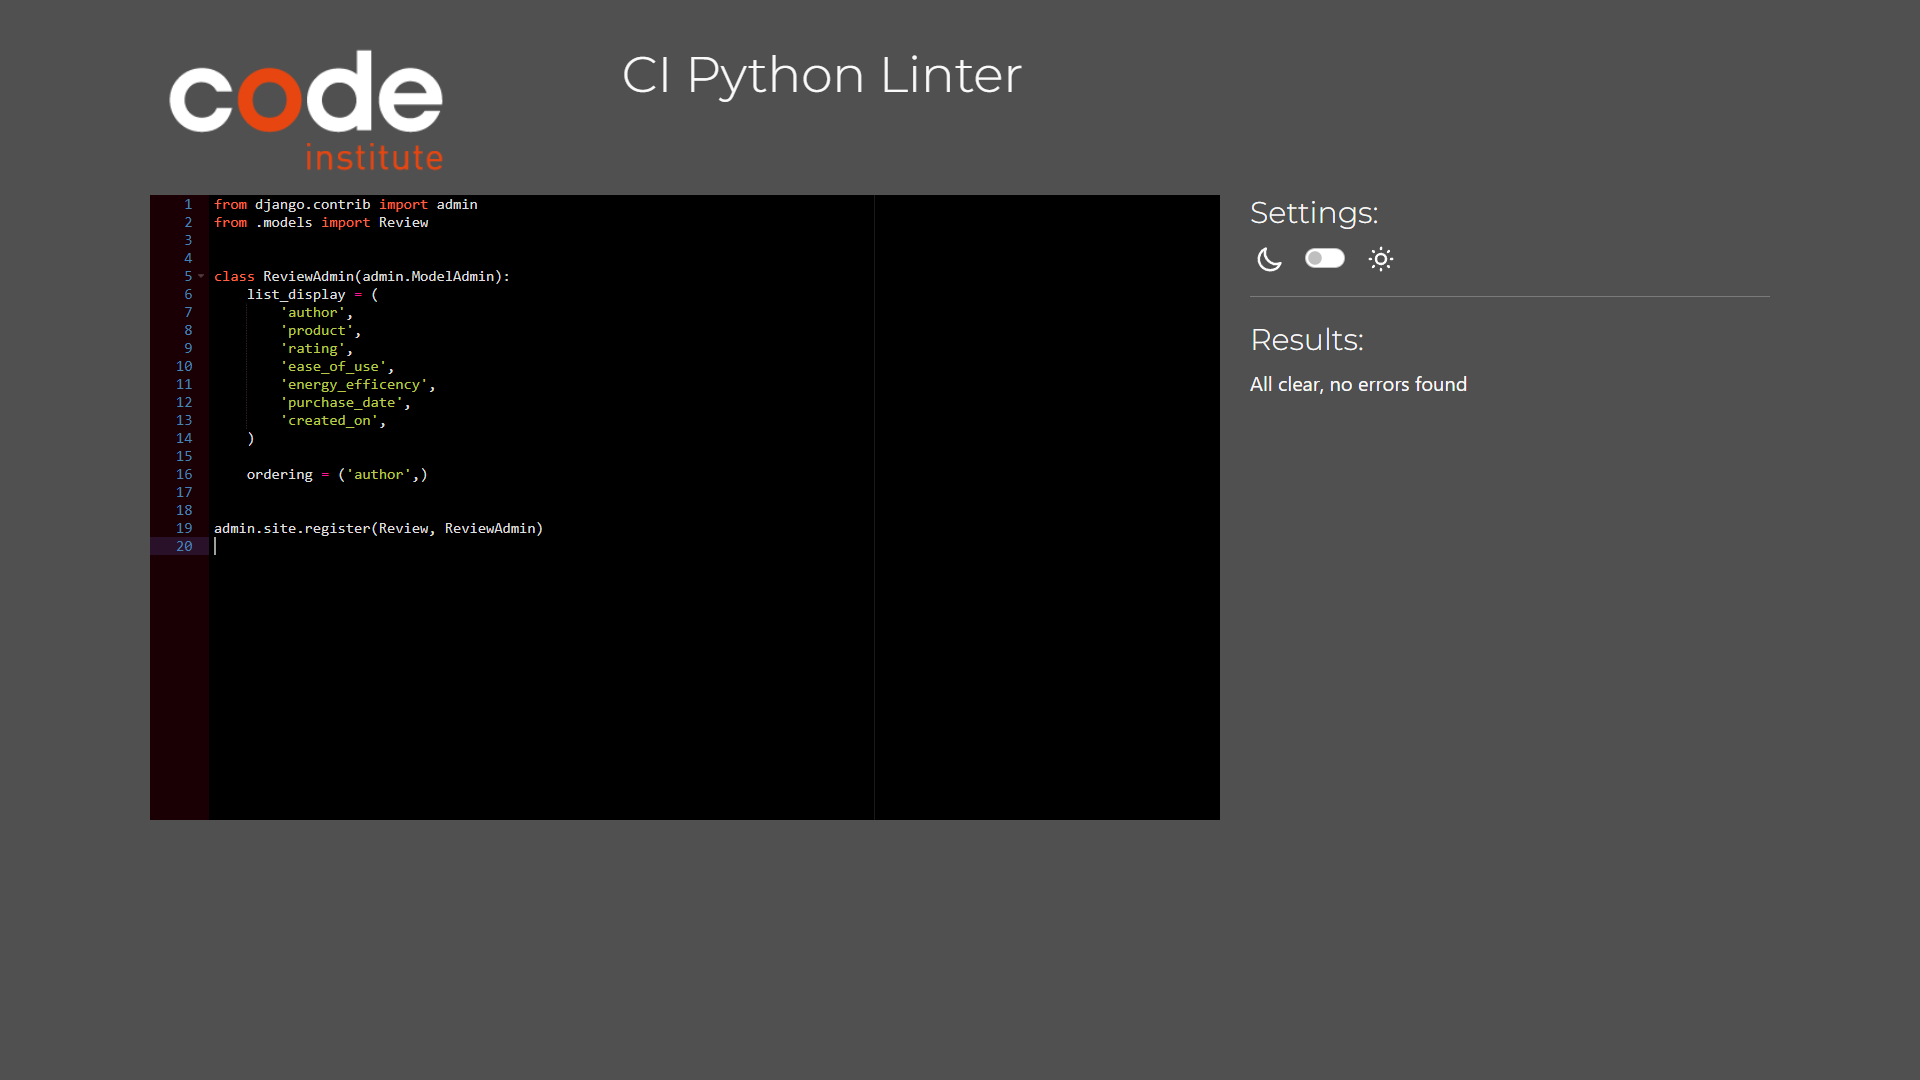 code
institute
CI Python Linter
1 from django.contrib import admin
2 from .models import Review
3
4
5 class ReviewAdmin(admin.ModelAdmin):
6     list_display = (
7         'author',
8         'product',
9         'rating',
10         'ease_of_use',
11         'energy_efficency',
12         'purchase_date',
13         'created_on',
14     )
15
16     ordering = ('author',)
17
18
19 admin.site.register(Review, ReviewAdmin)
20
Settings:
Results:
All clear, no errors found